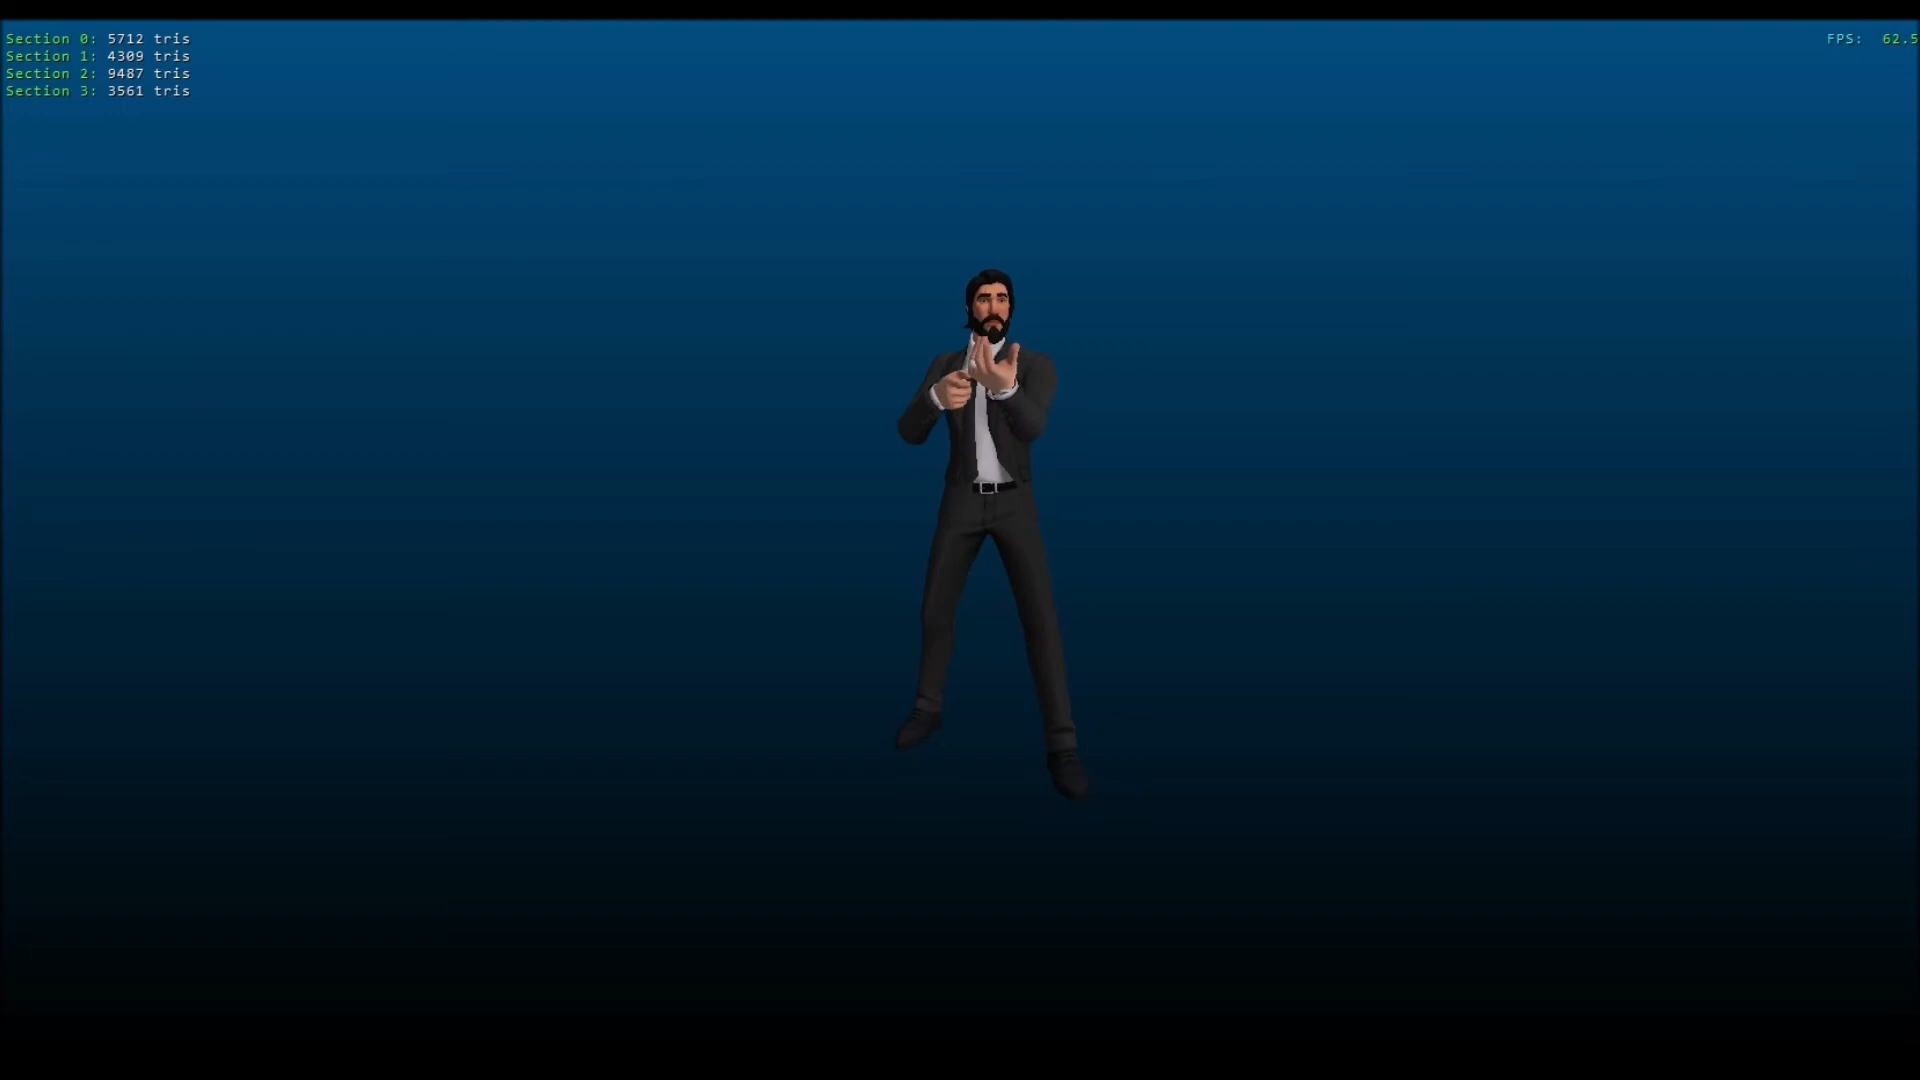 Section 0: 5712 tris
Section 1: 4309 tris
Section 2: 9487 tris
Section 3: 3561 tris
FPS: 62.5